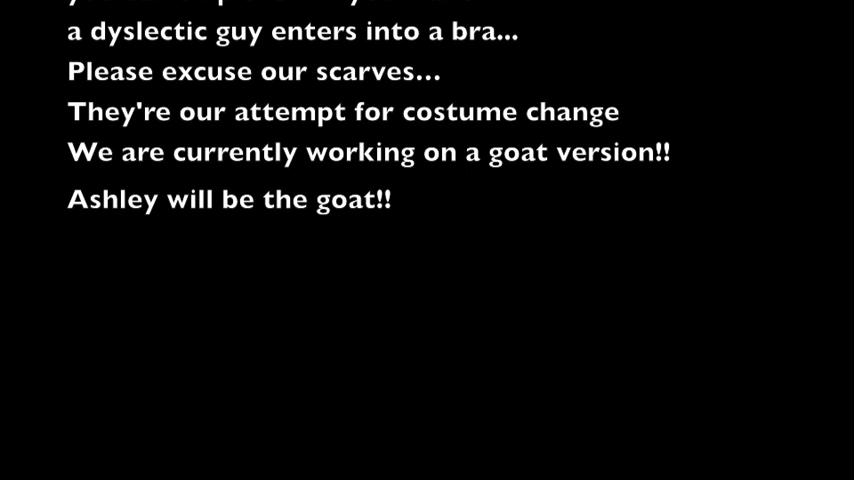 a dyslectic guy enters into a bra...
Please excuse our scarves...
They're our attempt for costume change
We are currently working on a goat version!!
Ashley will be the goat!!